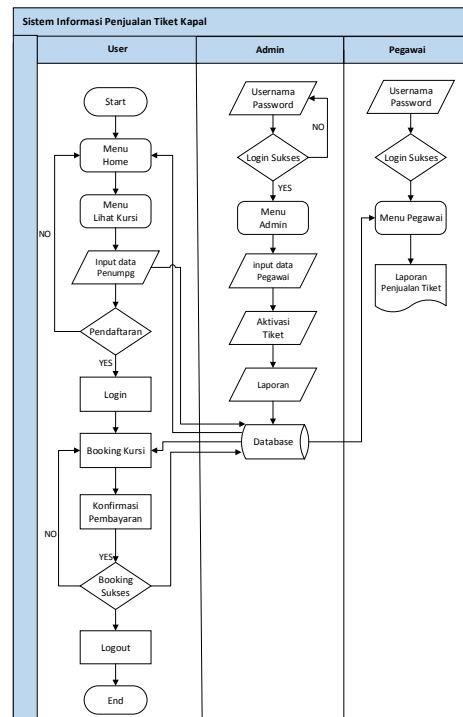 Sistem Informasi Penjualan Tiket Kapal
User
Admin
Pegawai
Start
Menu
Home
Menu
Lihat Kursi
NO
Input data
Penumpg
Pendaftaran
YES
Login
Booking Kursi
Konfirmasi
Pembayaran
NO
YES
Booking
Sukses
Logout
End
Usernama
Password
NO
Login Sukses
YES
Menu
Admin
input data
Pegawai
Aktivasi
Tiket
Laporan
Database
Usernama
Password
Login Sukses
Menu Pegawai
Laporan
Penjualan Tiket